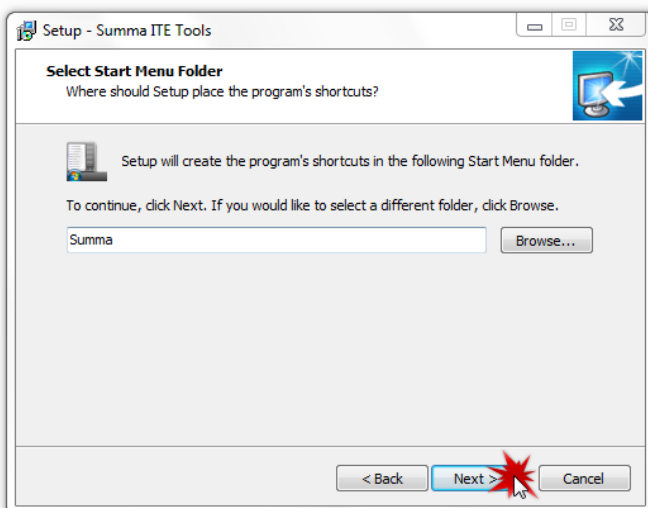 Setup - Summa ITE Tools
Select Start Menu Folder
Where should Setup place the program's shortcuts?
Setup will create the program's shortcuts in the following Start Menu folder.
To continue, click Next. If you would like to select a different folder, click Browse.
Summa
Browse...
< Back
Next >
Cancel